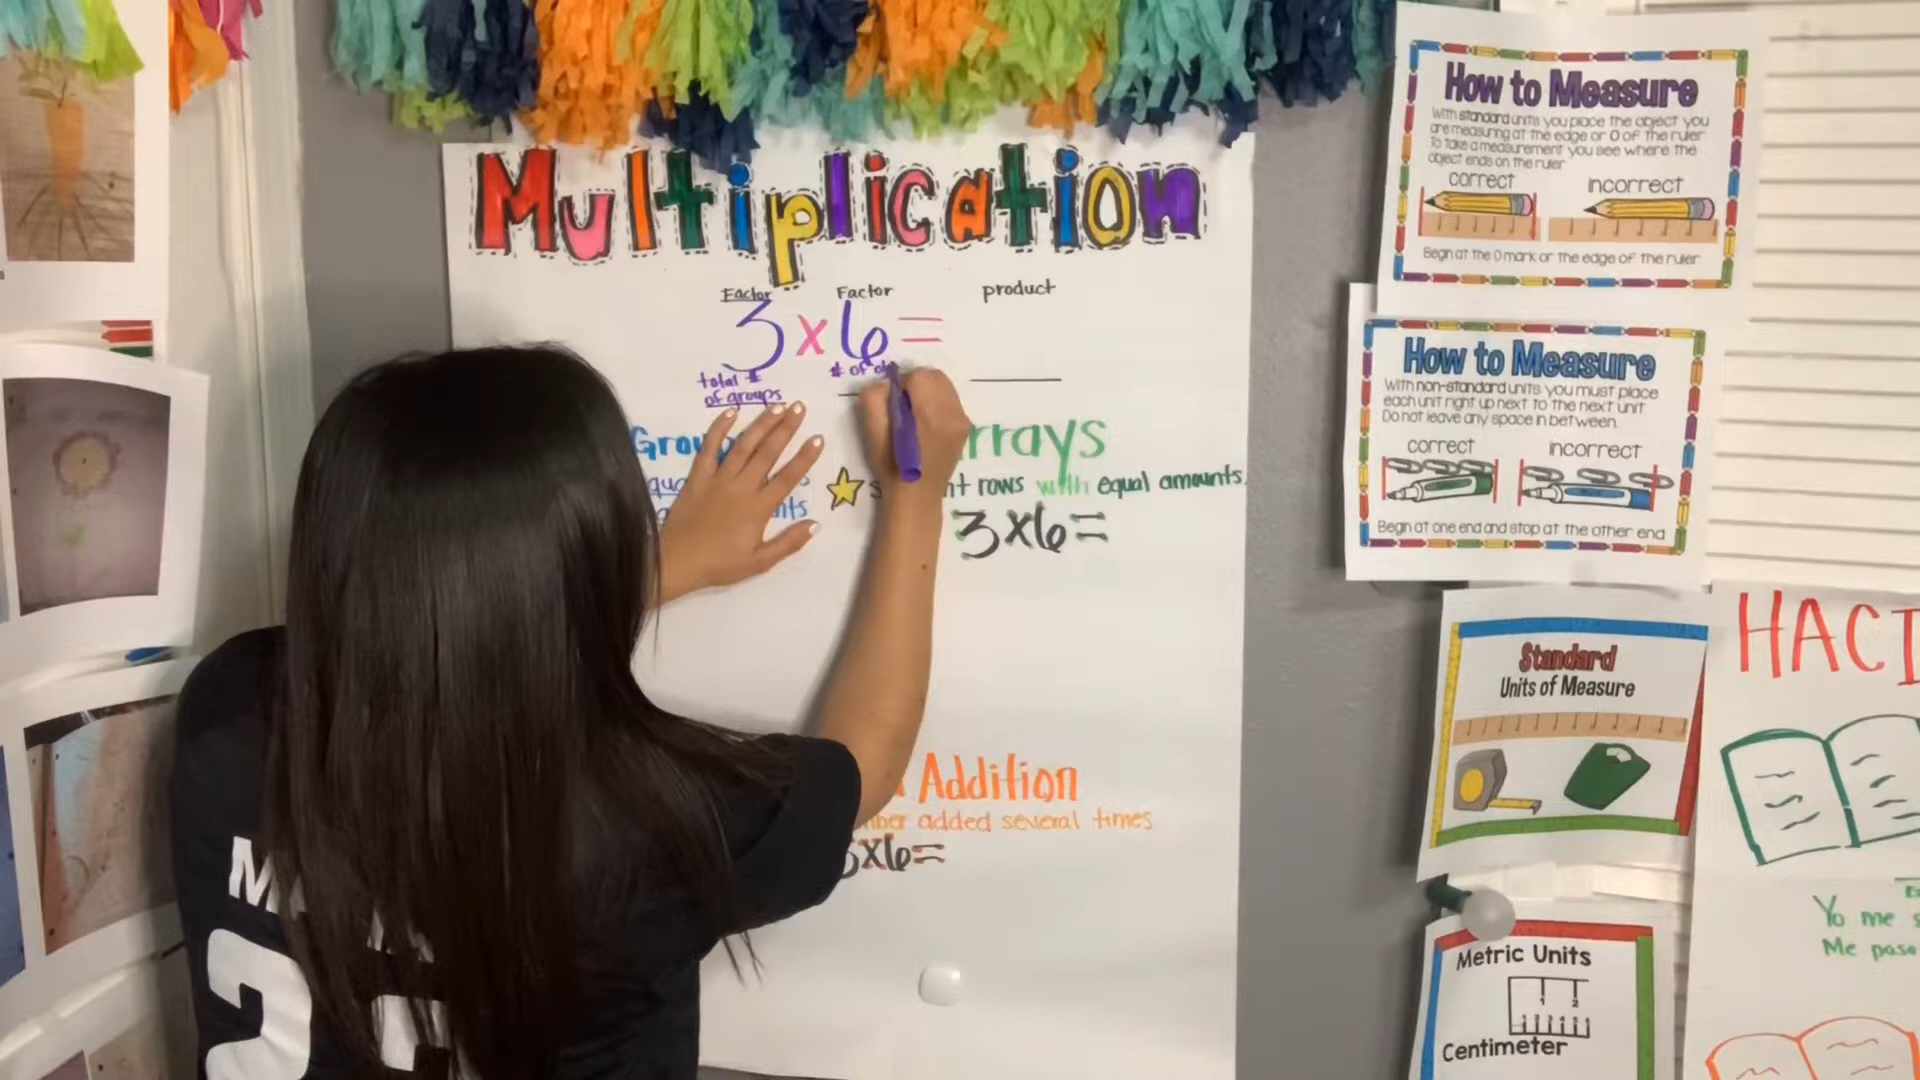 Multiplication
Factor Factor product
3 x 6 =
total #
of groups
# of
Arrays
rows with equal amounts
3x6=
Addition
added several times
3x6=
How to Measure
With standard units you place the object you
are measuring at the edge or 0 of the ruler
To take a measurement you see where the
object ends on the ruler
correct incorrect
Begin at the 0 mark or the edge of the ruler
How to Measure
With non-standard units you must place
each unit right up next to the next unit
Do not leave any space in between.
correct incorrect
Begin at one end and stop at the other end
Standard
Units of Measure
Metric Units
1 2
Centimeter
HACI
Yo me s
Me pase